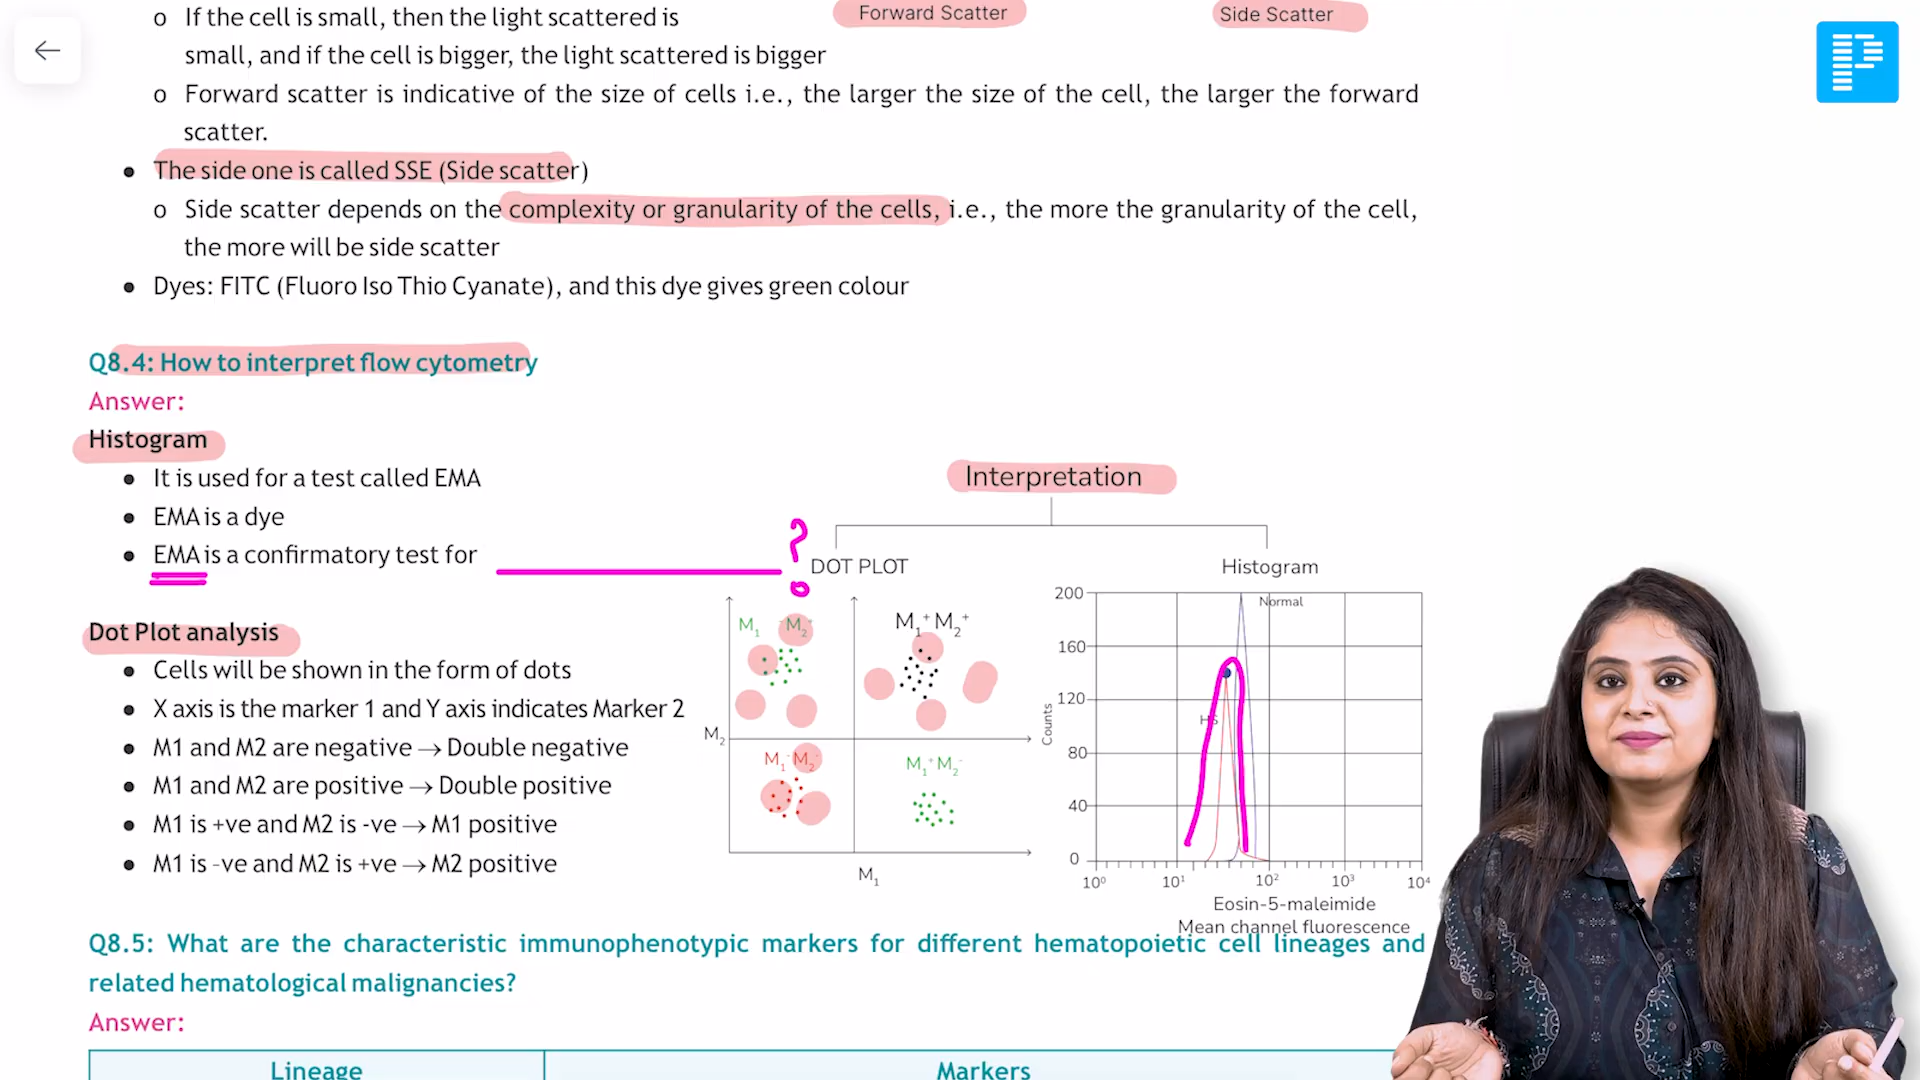 o If the cell is small, then the light scattered is
small, and if the cell is bigger, the light scattered is bigger
Forward Scatter
Side Scatter
o Forward scatter is indicative of the size of cells i.e., the larger the size of the cell, the larger the forward
scatter.
• The side one is called SSE (Side scatter)
o Side scatter depends on the complexity or granularity of the cells, i.e., the more the granularity of the cell,
the more will be side scatter
• Dyes: FITC (Fluoro Iso Thio Cyanate), and this dye gives green colour
Q8.4: How to interpret flow cytometry
Answer:
Histogram
• It is used for a test called EMA
• EMA is a dye
• EMA is a confirmatory test for
?
Dot Plot analysis
• Cells will be shown in the form of dots
• X axis is the marker 1 and Y axis indicates Marker 2
• M1 and M2 are negative → Double negative
• M1 and M2 are positive → Double positive
• M1 is +ve and M2 is -ve → M1 positive
• M1 is -ve and M2 is +ve → M2 positive
Interpretation
DOT PLOT
M₁⁻ M₂⁺
M₁⁺ M₂⁺
M₂
M₁⁻ M₂⁻
M₁⁺ M₂⁻
M₁
Histogram
Normal
HS
Counts
200
160
120
80
40
0
10⁰ 10¹ 10² 10³ 10⁴
Eosin-5-maleimide
Mean channel fluorescence
Q8.5: What are the characteristic immunophenotypic markers for different hematopoietic cell lineages and
related hematological malignancies?
Answer:
Lineage
Markers